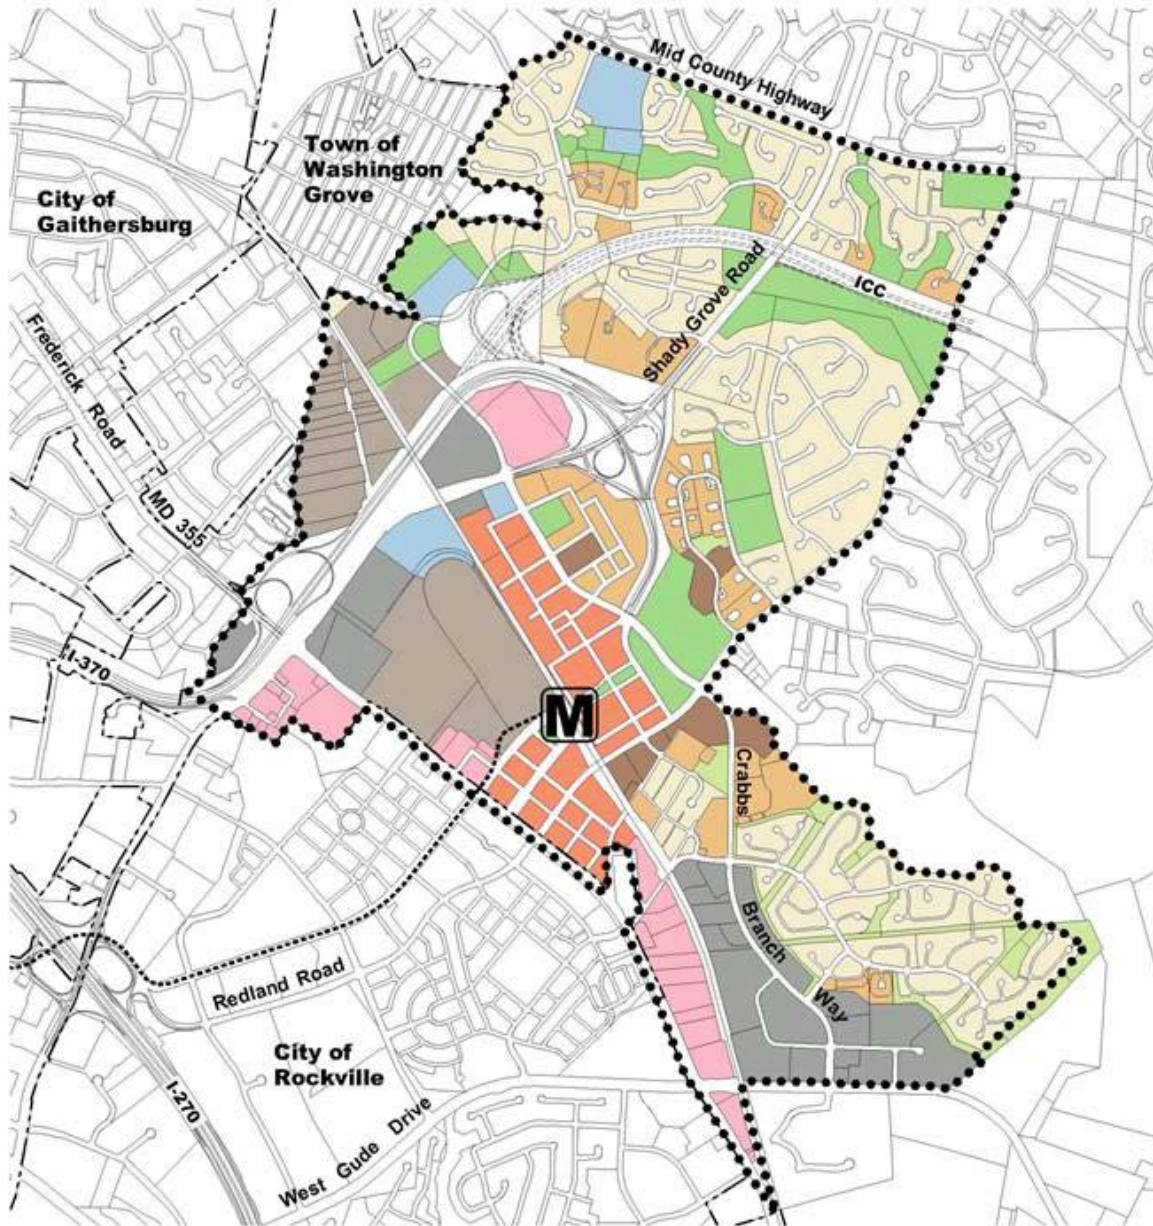 Mid County Highway
Town of
Washington
Grove
City of
Gaithersburg
ICC
Shady Grove Road
Frederick Road
MD 355
I-370
M
Crabbs
Branch
Way
Redland Road
City of
Rockville
I-270
West Gude Drive